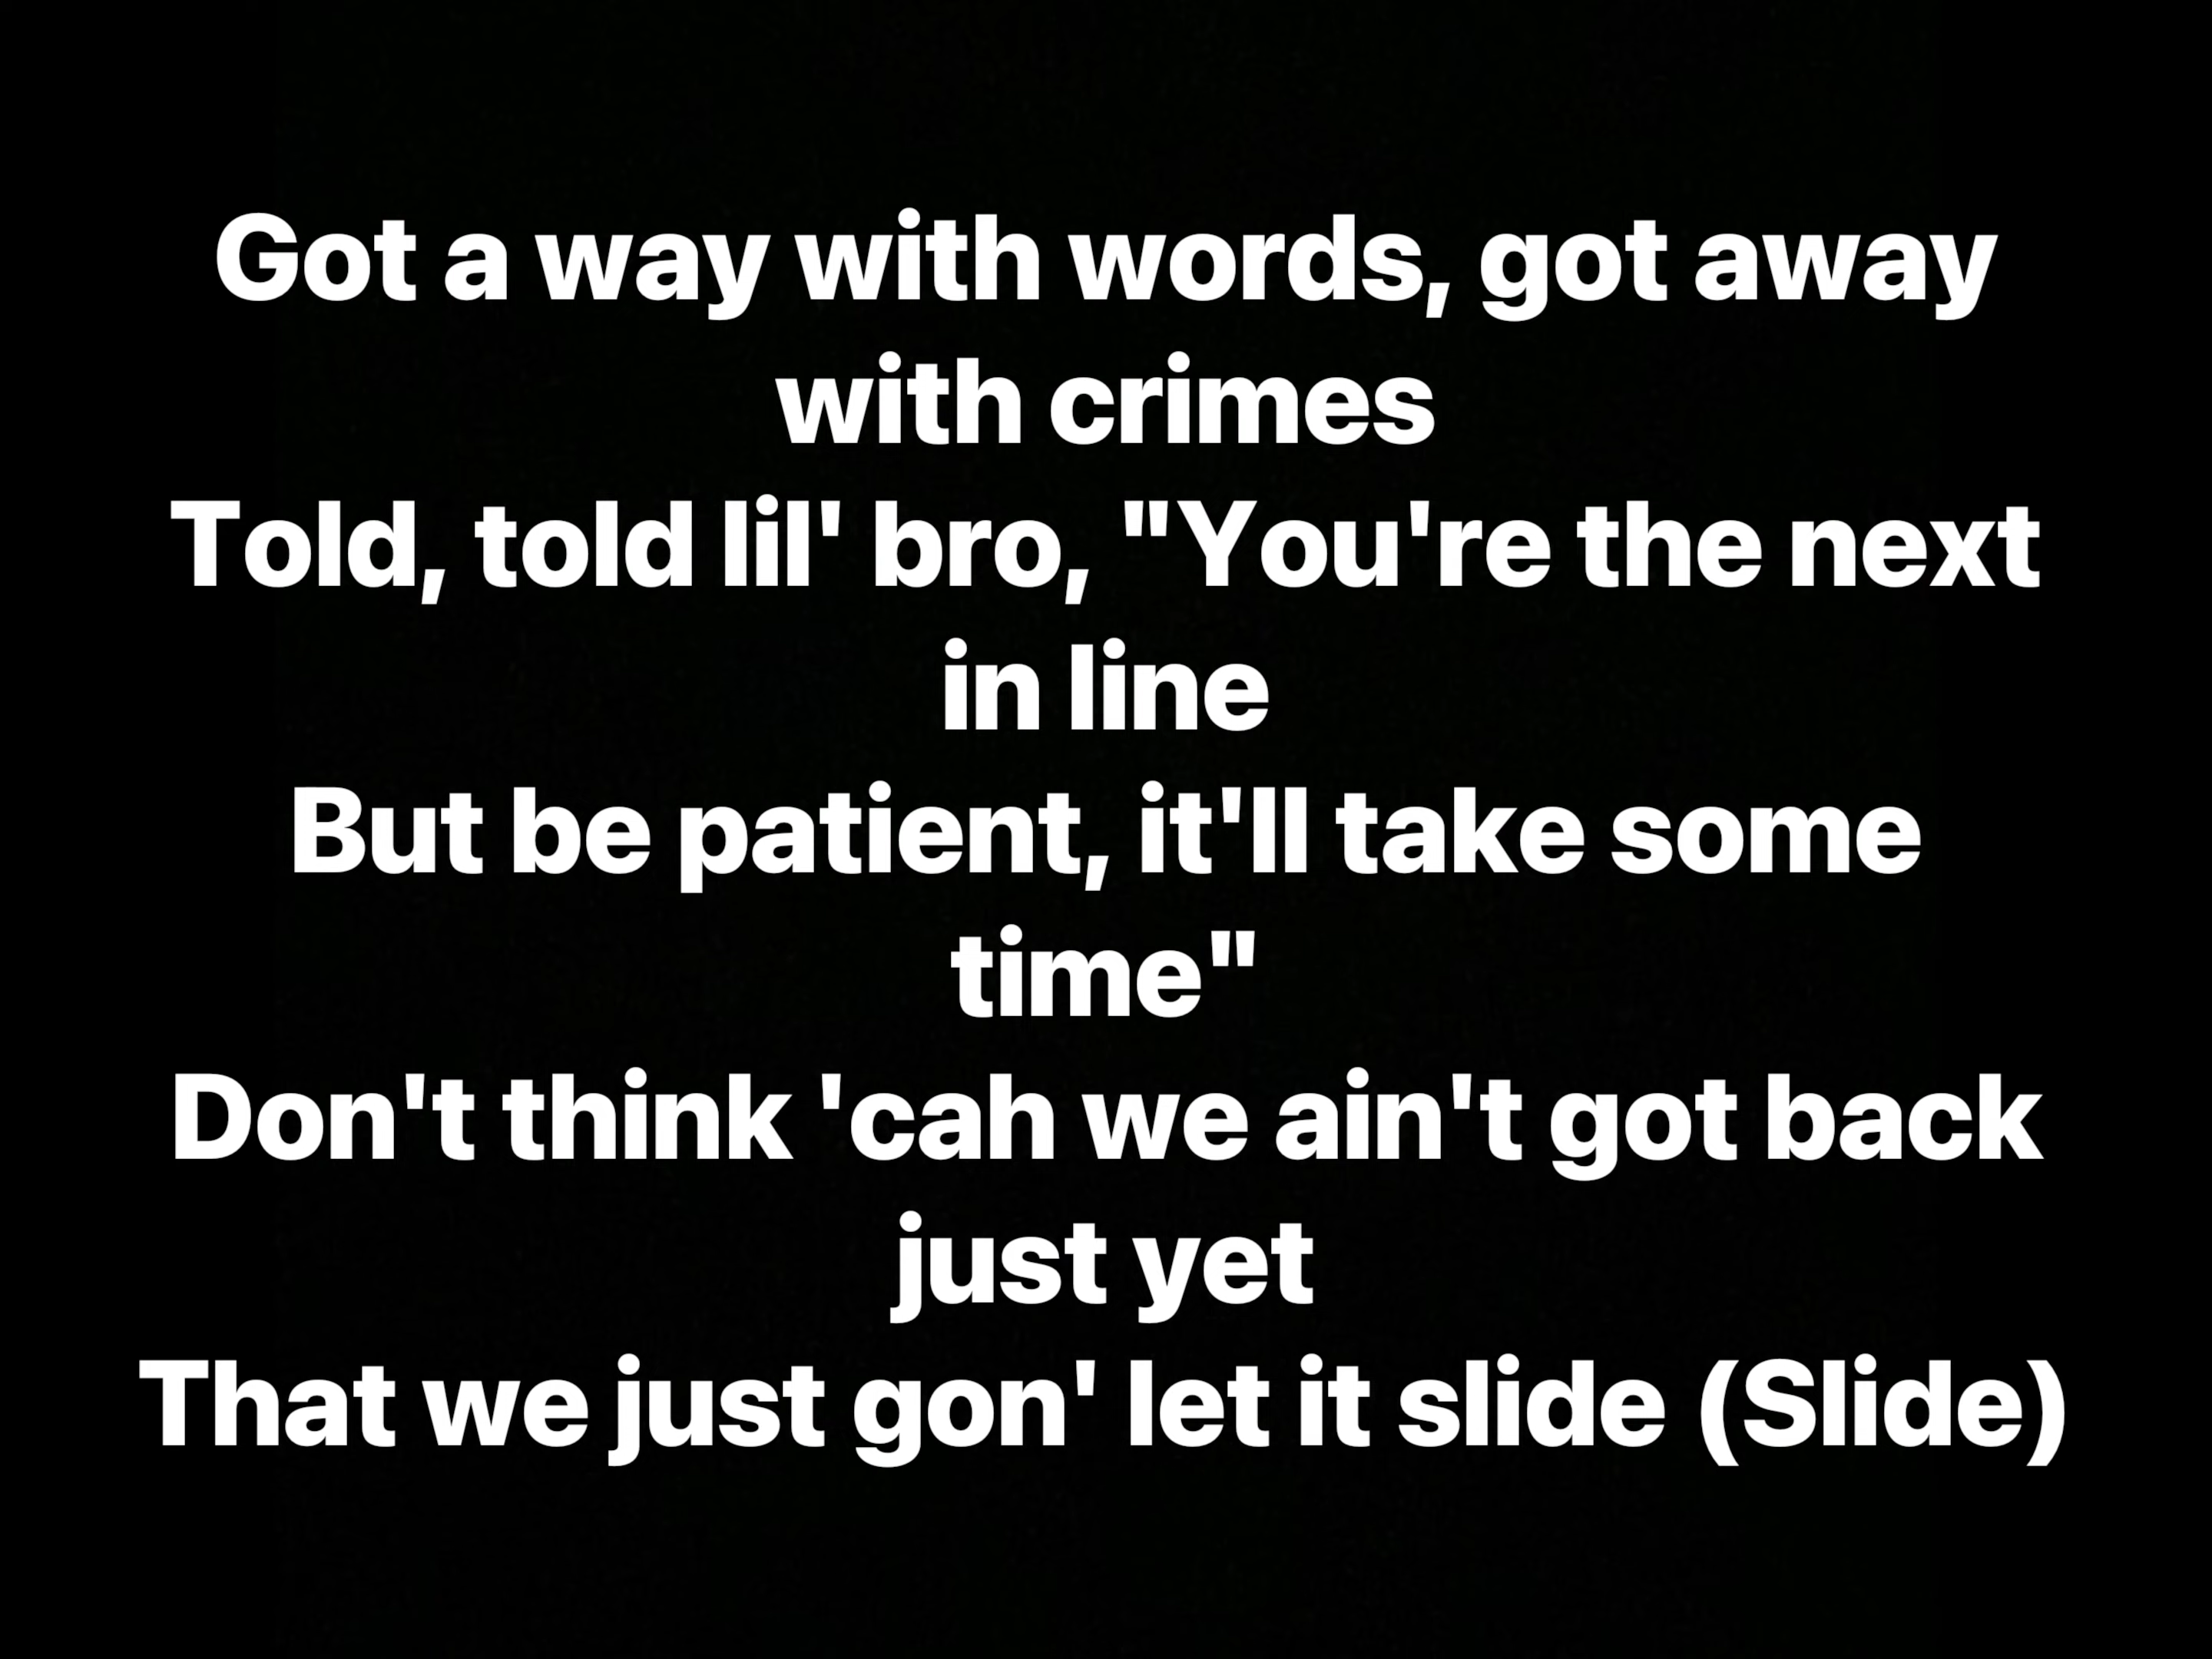 Got a way with words, got away
with crimes
Told, told lil' bro, "You're the next
in line
But be patient, it'll take some
time"
Don't think 'cah we ain't got back
just yet
That we just gon' let it slide (Slide)